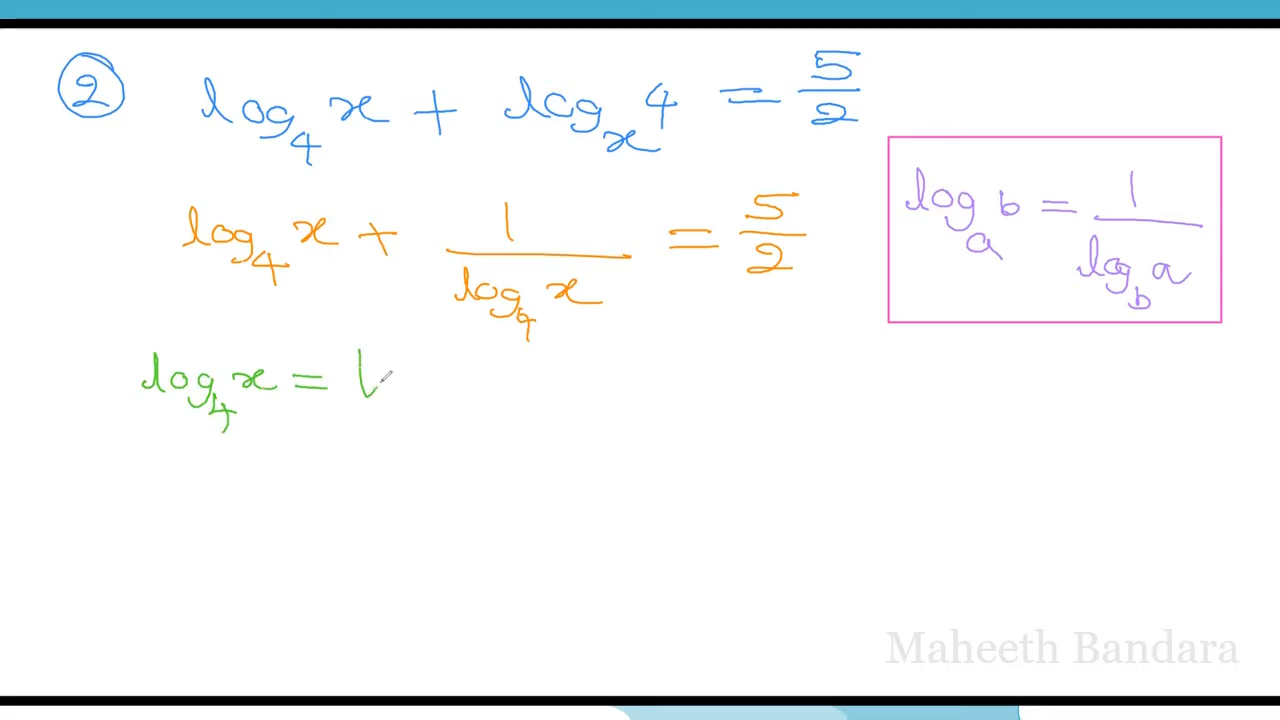 ② log₄ x + logₓ 4 = 5/2
log₄ x + 1/(log₄ x) = 5/2
logₐ b = 1/(log_b a)
log₄ x =
Maheeth Bandara